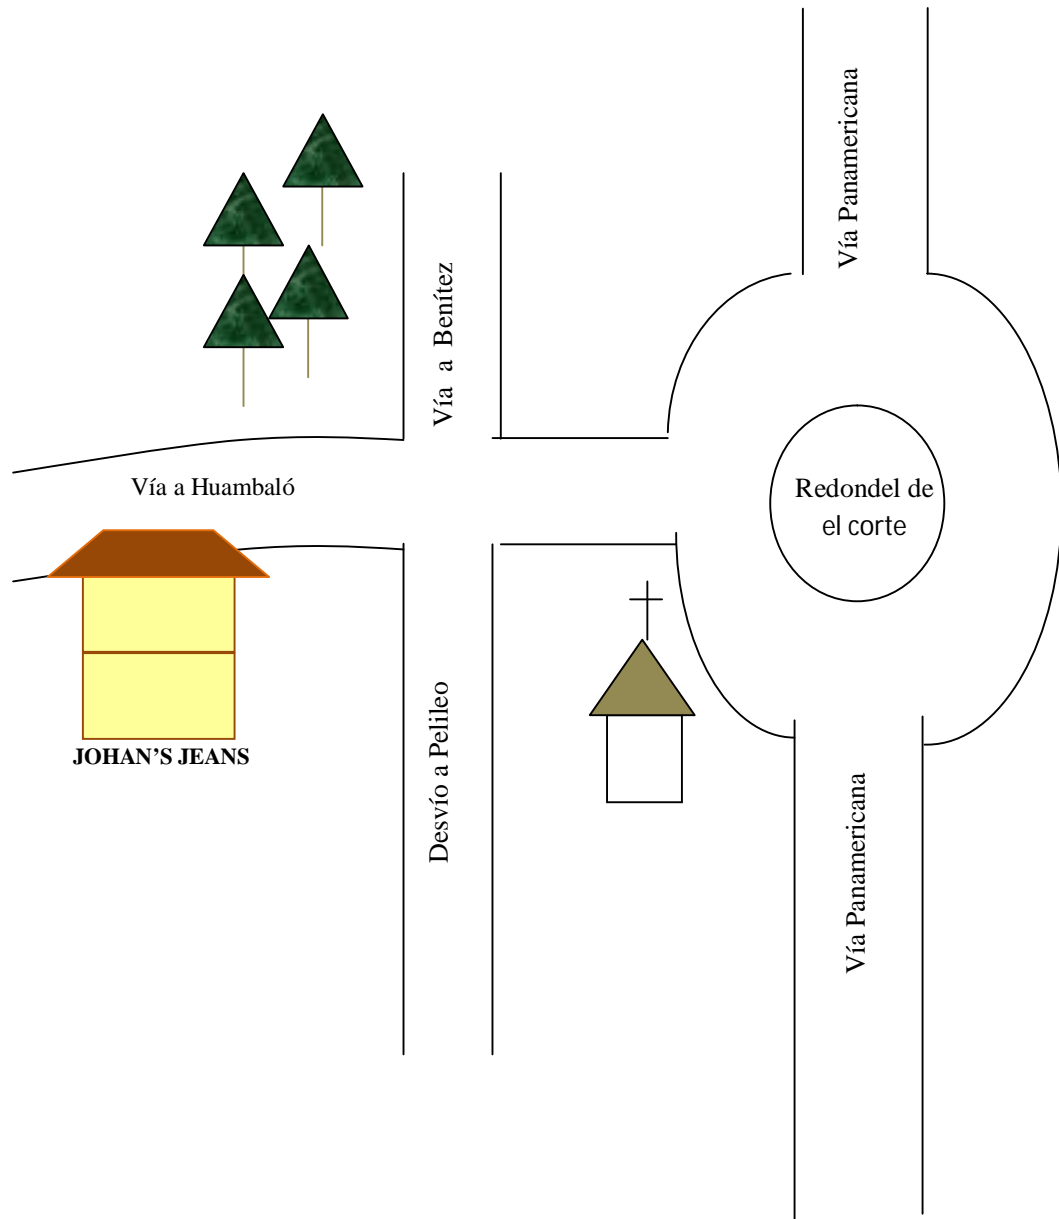 Vía Panamericana
Vía a Benítez
Vía a Huambaló
Redondel de
el corte
JOHAN'S JEANS
Desvío a Pelileo
Vía Panamericana